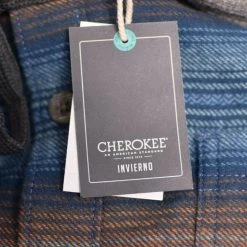 CHEROKEE®
AN AMERICAN STANDARD
SINCE 1973
INVIERNO